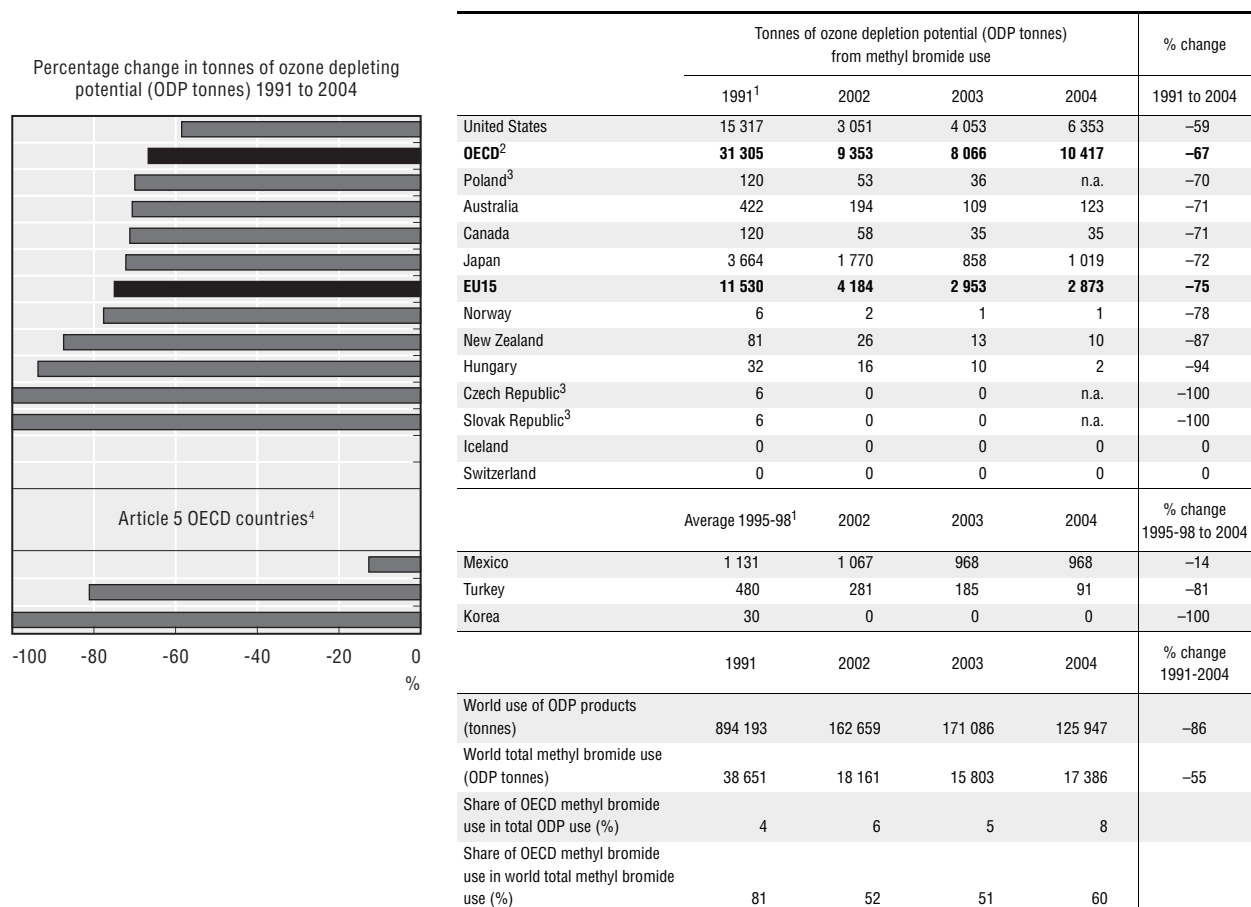 Percentage change in tonnes of ozone depleting
potential (ODP tonnes) 1991 to 2004
Article 5 OECD countries⁴
-100 -80 -60 -40 -20 0
%
Tonnes of ozone depletion potential (ODP tonnes)
from methyl bromide use
% change
1991¹ 2002 2003 2004 1991 to 2004
United States 15 317 3 051 4 053 6 353 –59
OECD² 31 305 9 353 8 066 10 417 –67
Poland³ 120 53 36 n.a. –70
Australia 422 194 109 123 –71
Canada 120 58 35 35 –71
Japan 3 664 1 770 858 1 019 –72
EU15 11 530 4 184 2 953 2 873 –75
Norway 6 2 1 1 –78
New Zealand 81 26 13 10 –87
Hungary 32 16 10 2 –94
Czech Republic³ 6 0 0 n.a. –100
Slovak Republic³ 6 0 0 n.a. –100
Iceland 0 0 0 0 0
Switzerland 0 0 0 0 0
Average 1995-98¹ 2002 2003 2004 % change
1995-98 to 2004
Mexico 1 131 1 067 968 968 –14
Turkey 480 281 185 91 –81
Korea 30 0 0 0 –100
1991 2002 2003 2004 % change
1991-2004
World use of ODP products
(tonnes) 894 193 162 659 171 086 125 947 –86
World total methyl bromide use
(ODP tonnes) 38 651 18 161 15 803 17 386 –55
Share of OECD methyl bromide
use in total ODP use (%) 4 6 5 8
Share of OECD methyl bromide
use in world total methyl bromide
use (%) 81 52 51 60